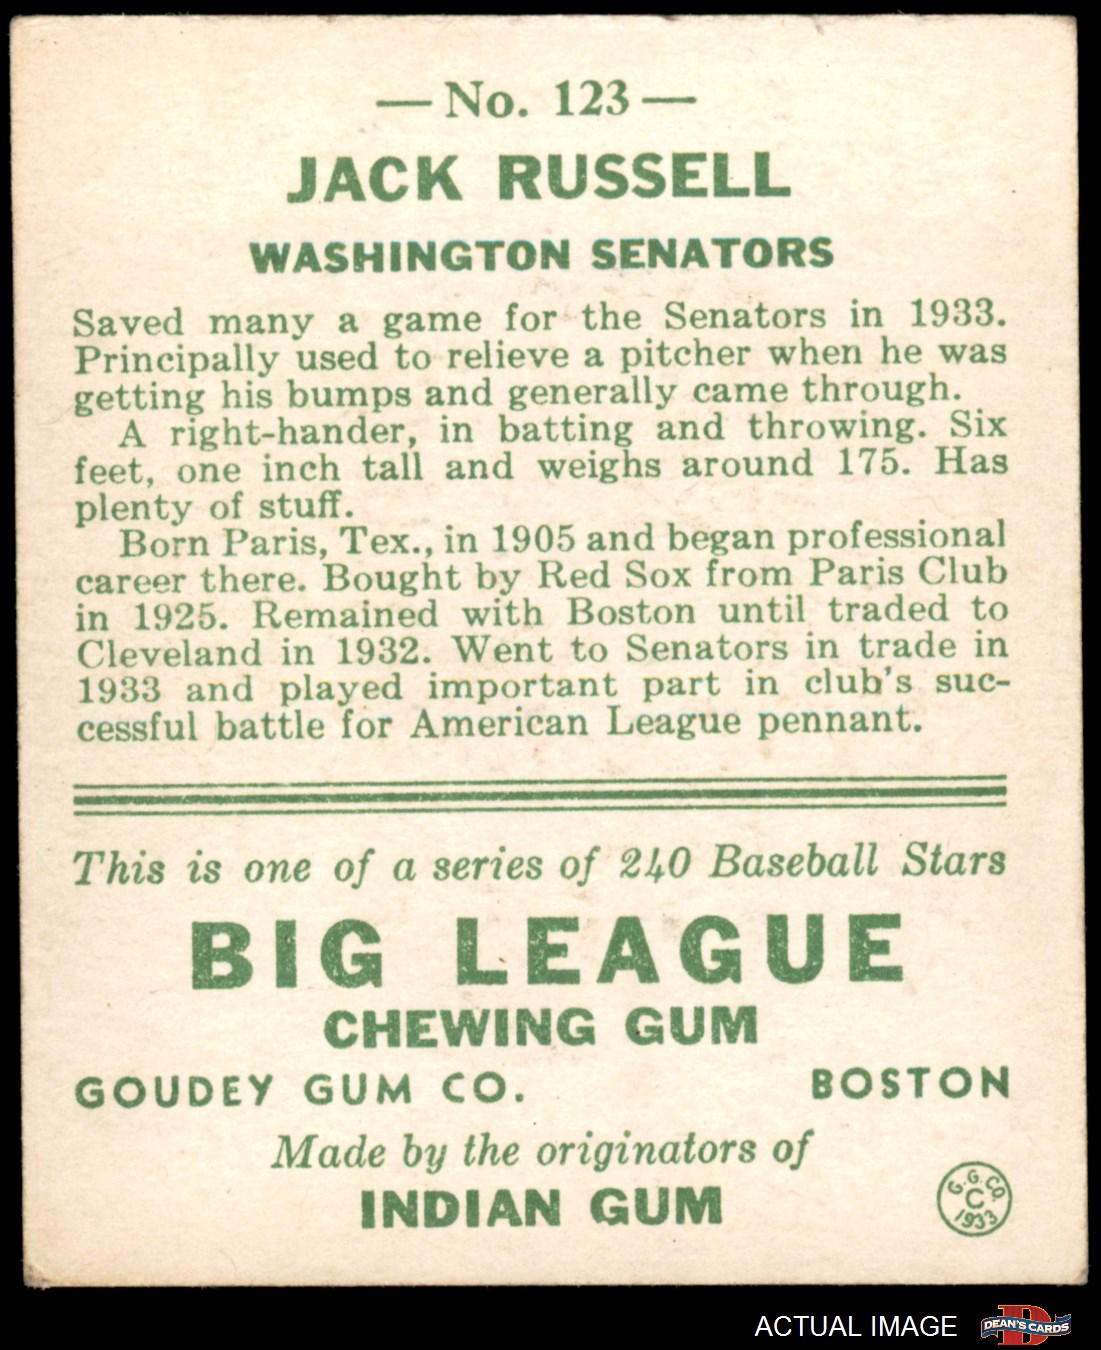 — No. 123 —
JACK RUSSELL
WASHINGTON SENATORS
Saved many a game for the Senators in 1933.
Principally used to relieve a pitcher when he was
getting his bumps and generally came through.
A right-hander, in batting and throwing. Six
feet, one inch tall and weighs around 175. Has
plenty of stuff.
Born Paris, Tex., in 1905 and began professional
career there. Bought by Red Sox from Paris Club
in 1925. Remained with Boston until traded to
Cleveland in 1932. Went to Senators in trade in
1933 and played important part in club's suc-
cessful battle for American League pennant.
This is one of a series of 240 Baseball Stars
BIG LEAGUE
CHEWING GUM
GOUDEY GUM CO. BOSTON
Made by the originators of
INDIAN GUM
G. G. CO.
C
1933
ACTUAL IMAGE
D
DEAN'S CARDS